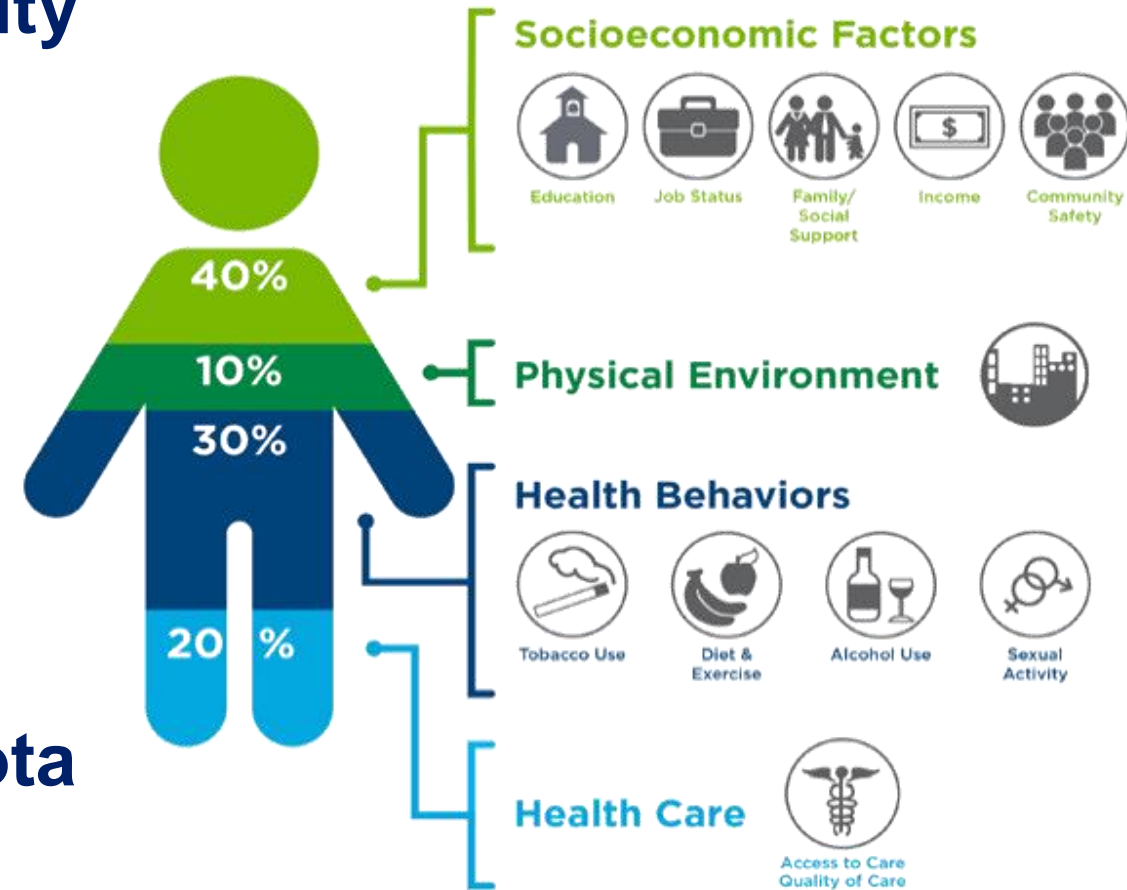 ity
Socioeconomic Factors
$
Education
Job Status
Family/
Social
Support
Income
Community
Safety
40%
10%
Physical Environment
30%
Health Behaviors
Tobacco Use
Diet &
Exercise
Alcohol Use
Sexual
Activity
20 %
ota
Health Care
Access to Care
Quality of Care